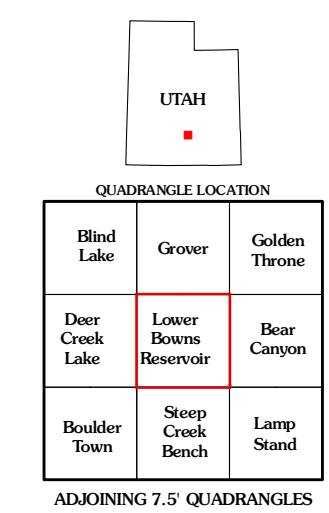 UTAH
QUADRANGLE LOCATION
Blind
Lake
Grover
Golden
Throne
Deer
Creek
Lake
Lower
Bowns
Reservoir
Bear
Canyon
Boulder
Town
Steep
Creek
Bench
Lamp
Stand
ADJOINING 7.5' QUADRANGLES